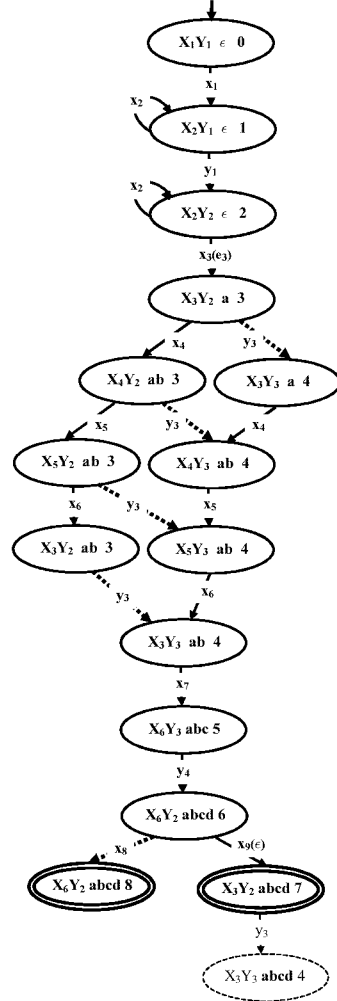 X₁Y₁ ϵ 0
x₁
x₂
X₂Y₁ ϵ 1
y₁
x₂
X₂Y₂ ϵ 2
x₃(e₃)
X₃Y₂ a 3
x₄
y₃
X₄Y₂ ab 3
X₃Y₃ a 4
x₅
y₃
x₄
X₅Y₂ ab 3
X₄Y₃ ab 4
x₆
y₃
x₅
X₃Y₂ ab 3
X₅Y₃ ab 4
y₃
x₆
X₃Y₃ ab 4
x₇
X₆Y₃ abc 5
y₄
X₆Y₂ abcd 6
x₈
x₉(ϵ)
X₆Y₂ abcd 8
X₃Y₂ abcd 7
y₃
X₃Y₃ abcd 4